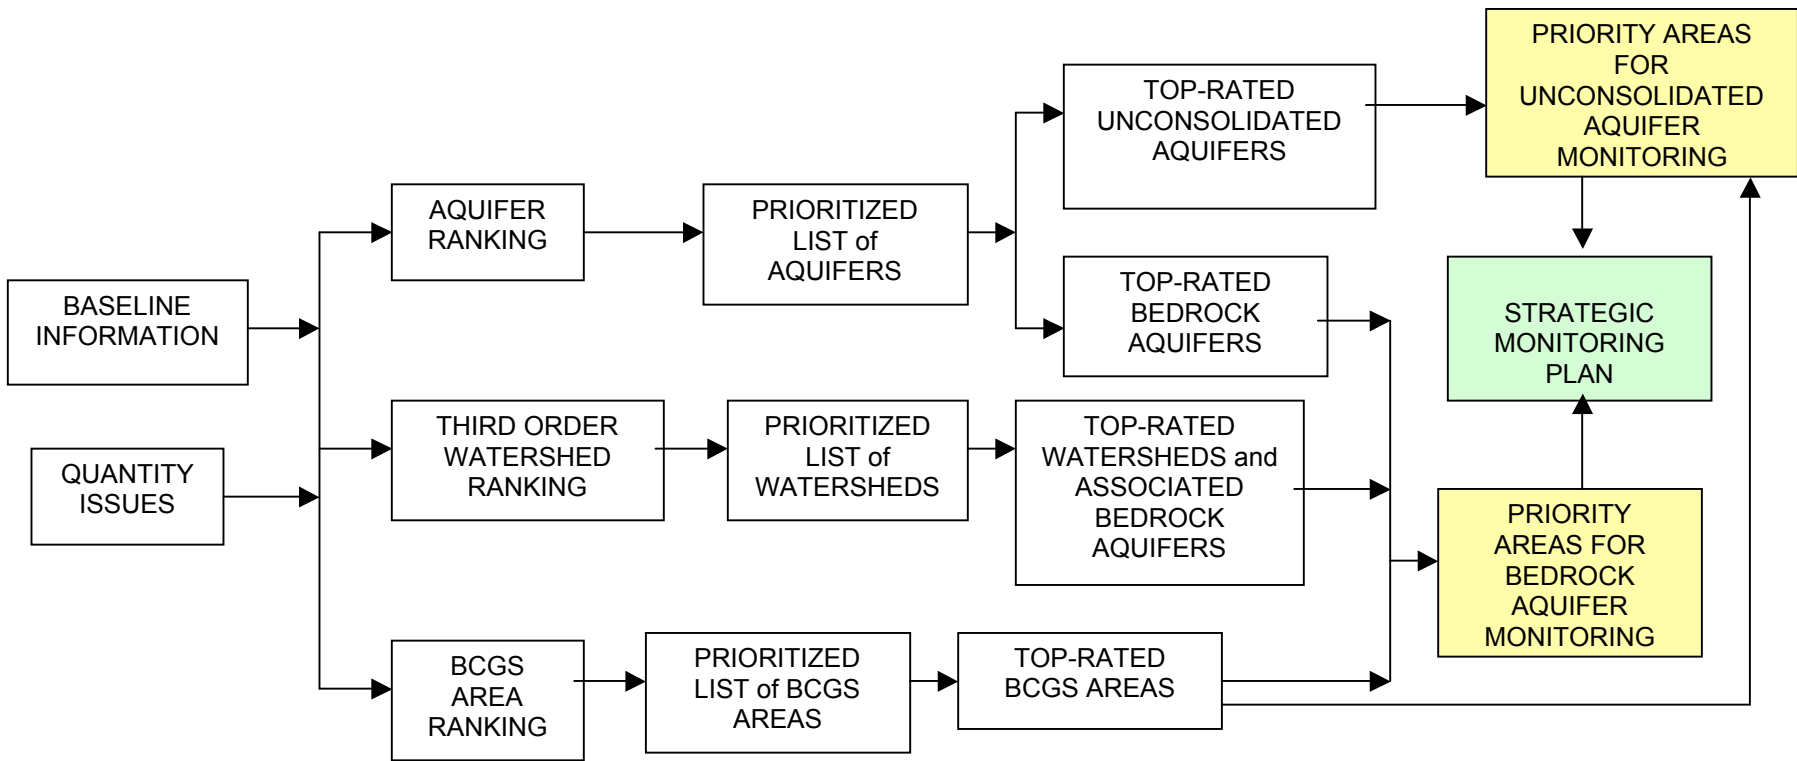 BASELINE
INFORMATION
QUANTITY
ISSUES
AQUIFER
RANKING
THIRD ORDER
WATERSHED
RANKING
BCGS
AREA
RANKING
PRIORITIZED
LIST of
AQUIFERS
PRIORITIZED
LIST of
WATERSHEDS
PRIORITIZED
LIST of BCGS
AREAS
TOP-RATED
UNCONSOLIDATED
AQUIFERS
TOP-RATED
BEDROCK
AQUIFERS
TOP-RATED
WATERSHEDS and
ASSOCIATED
BEDROCK
AQUIFERS
TOP-RATED
BCGS AREAS
PRIORITY AREAS
FOR
UNCONSOLIDATED
AQUIFER
MONITORING
STRATEGIC
MONITORING
PLAN
PRIORITY
AREAS FOR
BEDROCK
AQUIFER
MONITORING